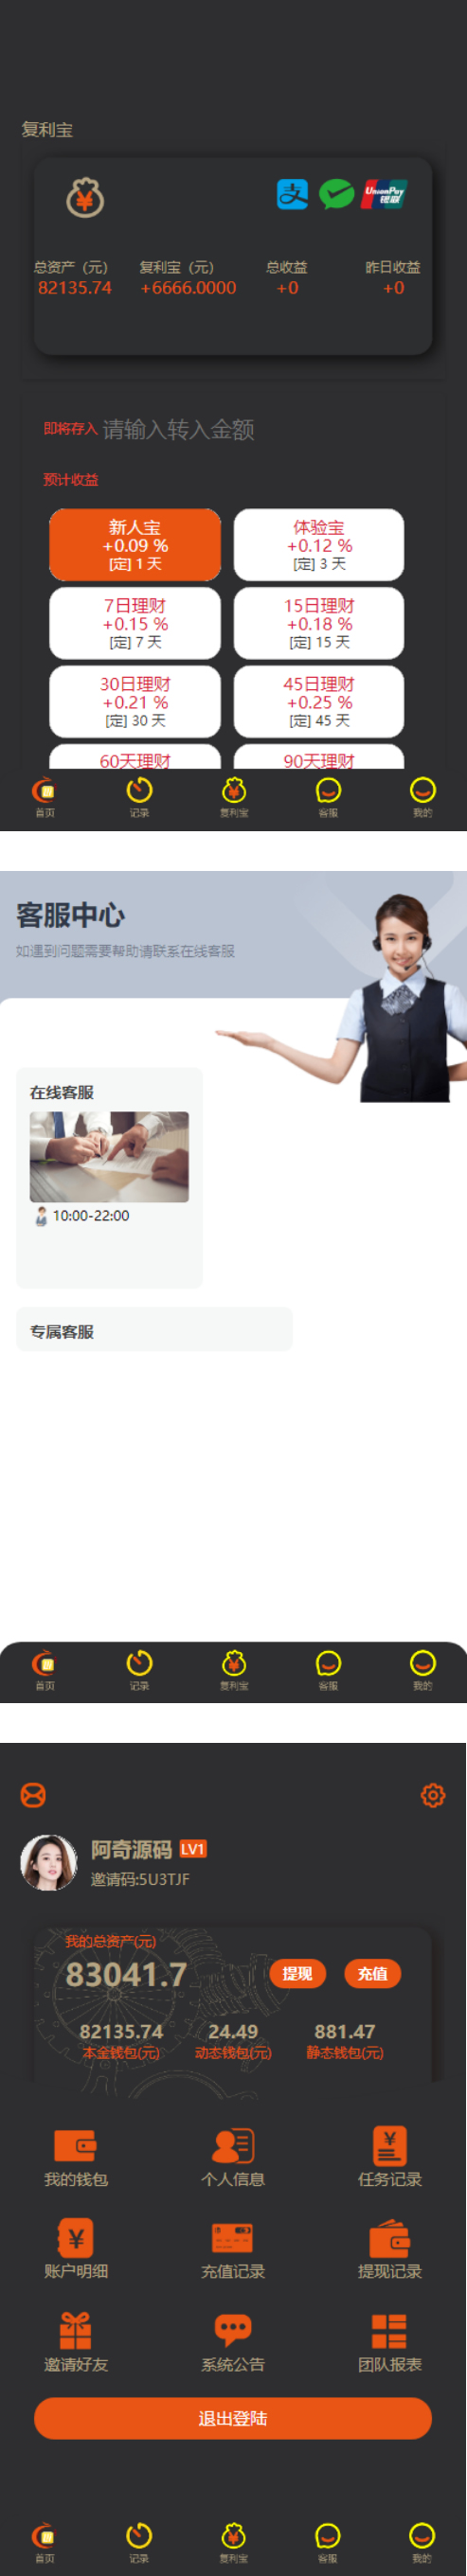 复利宝
支 UnionPay 银联
总资产（元） 复利宝（元） 总收益 昨日收益
82135.74 +6666.0000 +0 +0
即将存入 请输入转入金额
预计收益
新人宝 体验宝
+0.09 % +0.12 %
[定] 1 天 [定] 3 天
7日理财 15日理财
+0.15 % +0.18 %
[定] 7 天 [定] 15 天
30日理财 45日理财
+0.21 % +0.25 %
[定] 30 天 [定] 45 天
60天理财 90天理财
首页 记录 复利宝 客服 我的
客服中心
如遇到问题需要帮助请联系在线客服
在线客服
10:00-22:00
专属客服
首页 记录 复利宝 客服 我的
阿奇源码 LV1
邀请码:5U3TJF
我的总资产(元)
83041.7 提现 充值
82135.74 24.49 881.47
本金钱包(元) 动态钱包(元) 静态钱包(元)
我的钱包 个人信息 任务记录
账户明细 充值记录 提现记录
邀请好友 系统公告 团队报表
退出登陆
首页 记录 复利宝 客服 我的